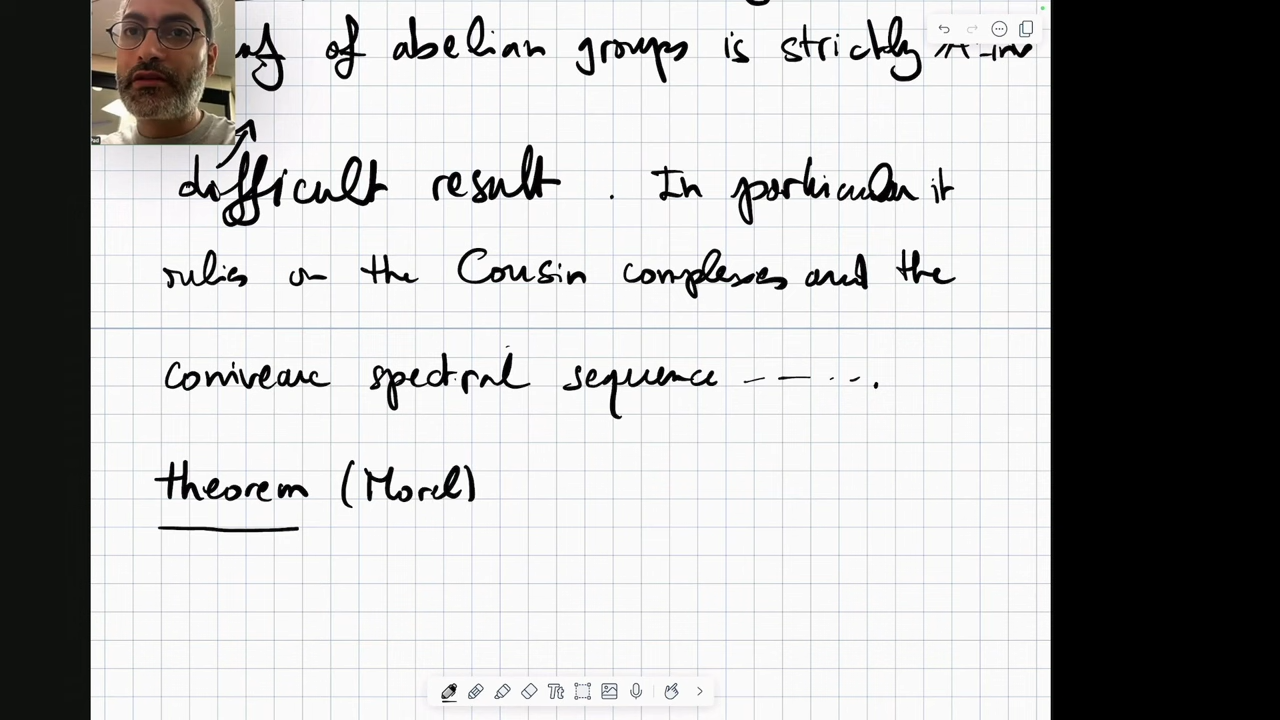 of abelian groups is strictly
difficult result . In particular it
relies on the Cousin complexes and the
coniveau spectral sequence - - - - .
theorem (Morel)
Tt